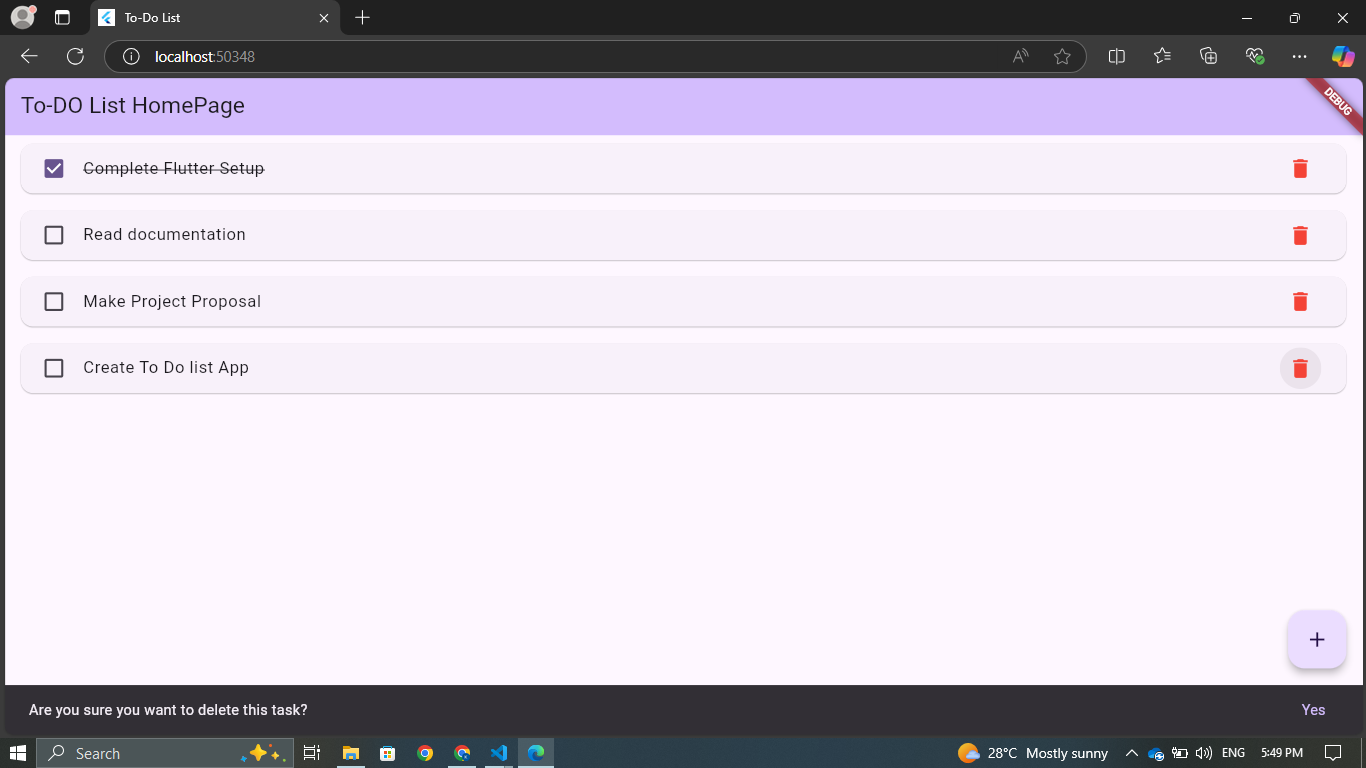 To-Do List
localhost:50348
To-DO List HomePage
DEBUG
Complete Flutter Setup
Read documentation
Make Project Proposal
Create To Do list App
+
Are you sure you want to delete this task? Yes
Search 28°C Mostly sunny ENG 5:49 PM